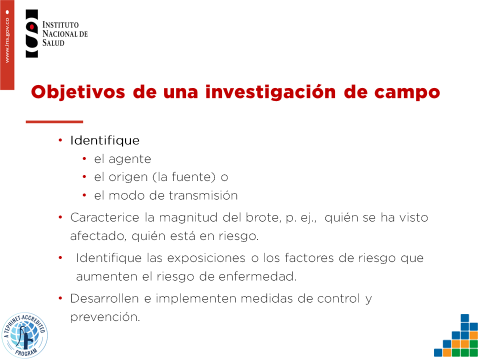 www.ins.gov.co
INSTITUTO
NACIONAL DE
SALUD
Objetivos de una investigación de campo
• Identifique
• el agente
• el origen (la fuente) o
• el modo de transmisión
• Caracterice la magnitud del brote, p. ej., quién se ha visto
afectado, quién está en riesgo.
• Identifique las exposiciones o los factores de riesgo que
aumenten el riesgo de enfermedad.
• Desarrollen e implementen medidas de control y
prevención.
A TEPHINET ACCREDITED
PROGRAM